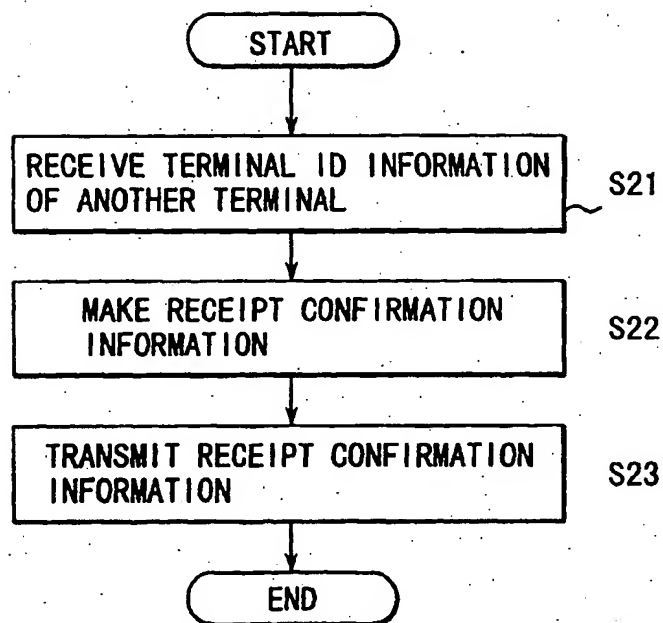 START
RECEIVE TERMINAL ID INFORMATION
OF ANOTHER TERMINAL
S21
MAKE RECEIPT CONFIRMATION
INFORMATION
S22
TRANSMIT RECEIPT CONFIRMATION
INFORMATION
S23
END